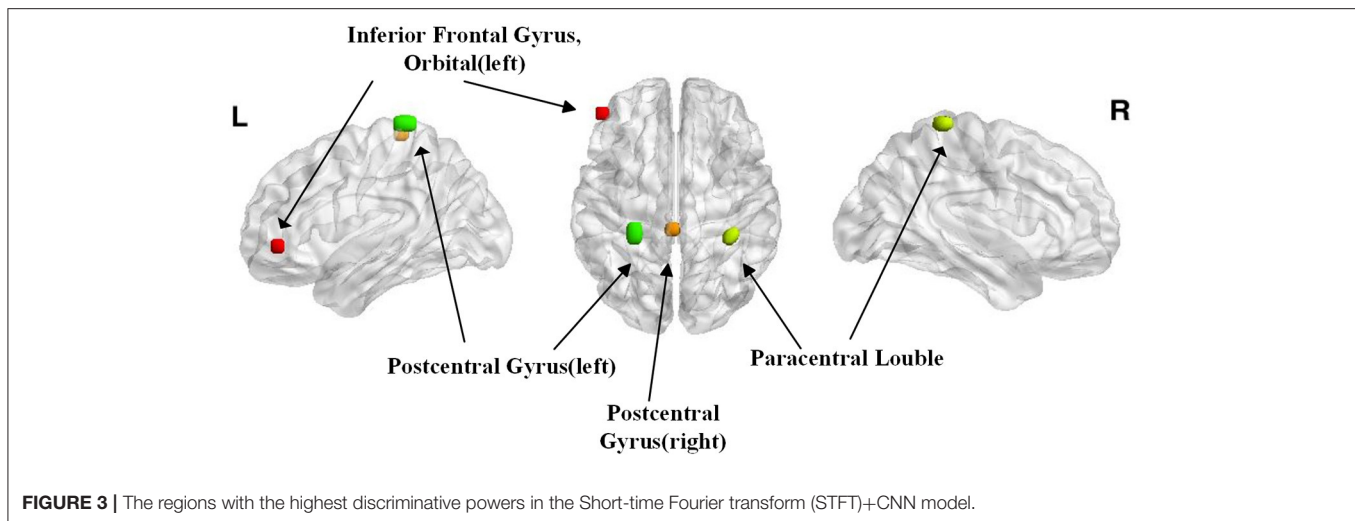 Inferior Frontal Gyrus,
Orbital(left)
L
R
Postcentral Gyrus(left)
Paracentral Louble
Postcentral
Gyrus(right)
FIGURE 3 | The regions with the highest discriminative powers in the Short-time Fourier transform (STFT)+CNN model.